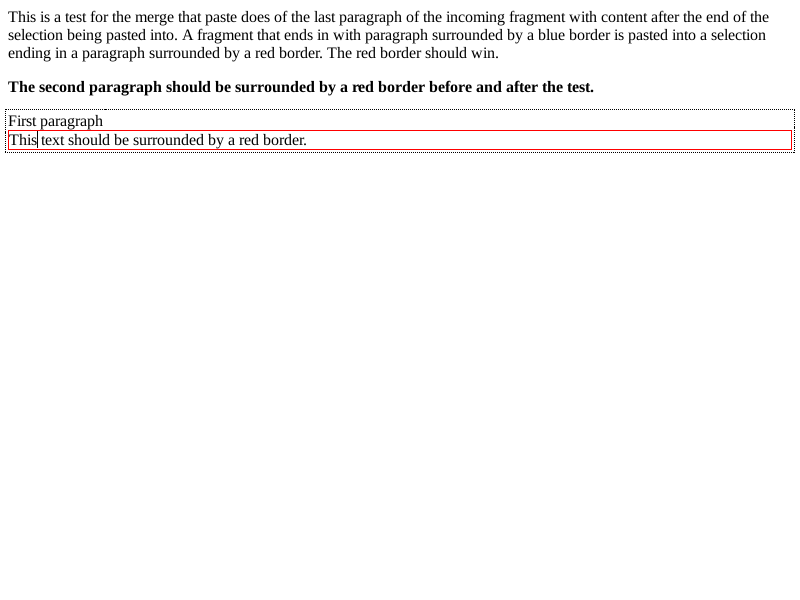 This is a test for the merge that paste does of the last paragraph of the incoming fragment with content after the end of the
selection being pasted into. A fragment that ends in with paragraph surrounded by a blue border is pasted into a selection
ending in a paragraph surrounded by a red border. The red border should win.
The second paragraph should be surrounded by a red border before and after the test.
First paragraph
This text should be surrounded by a red border.